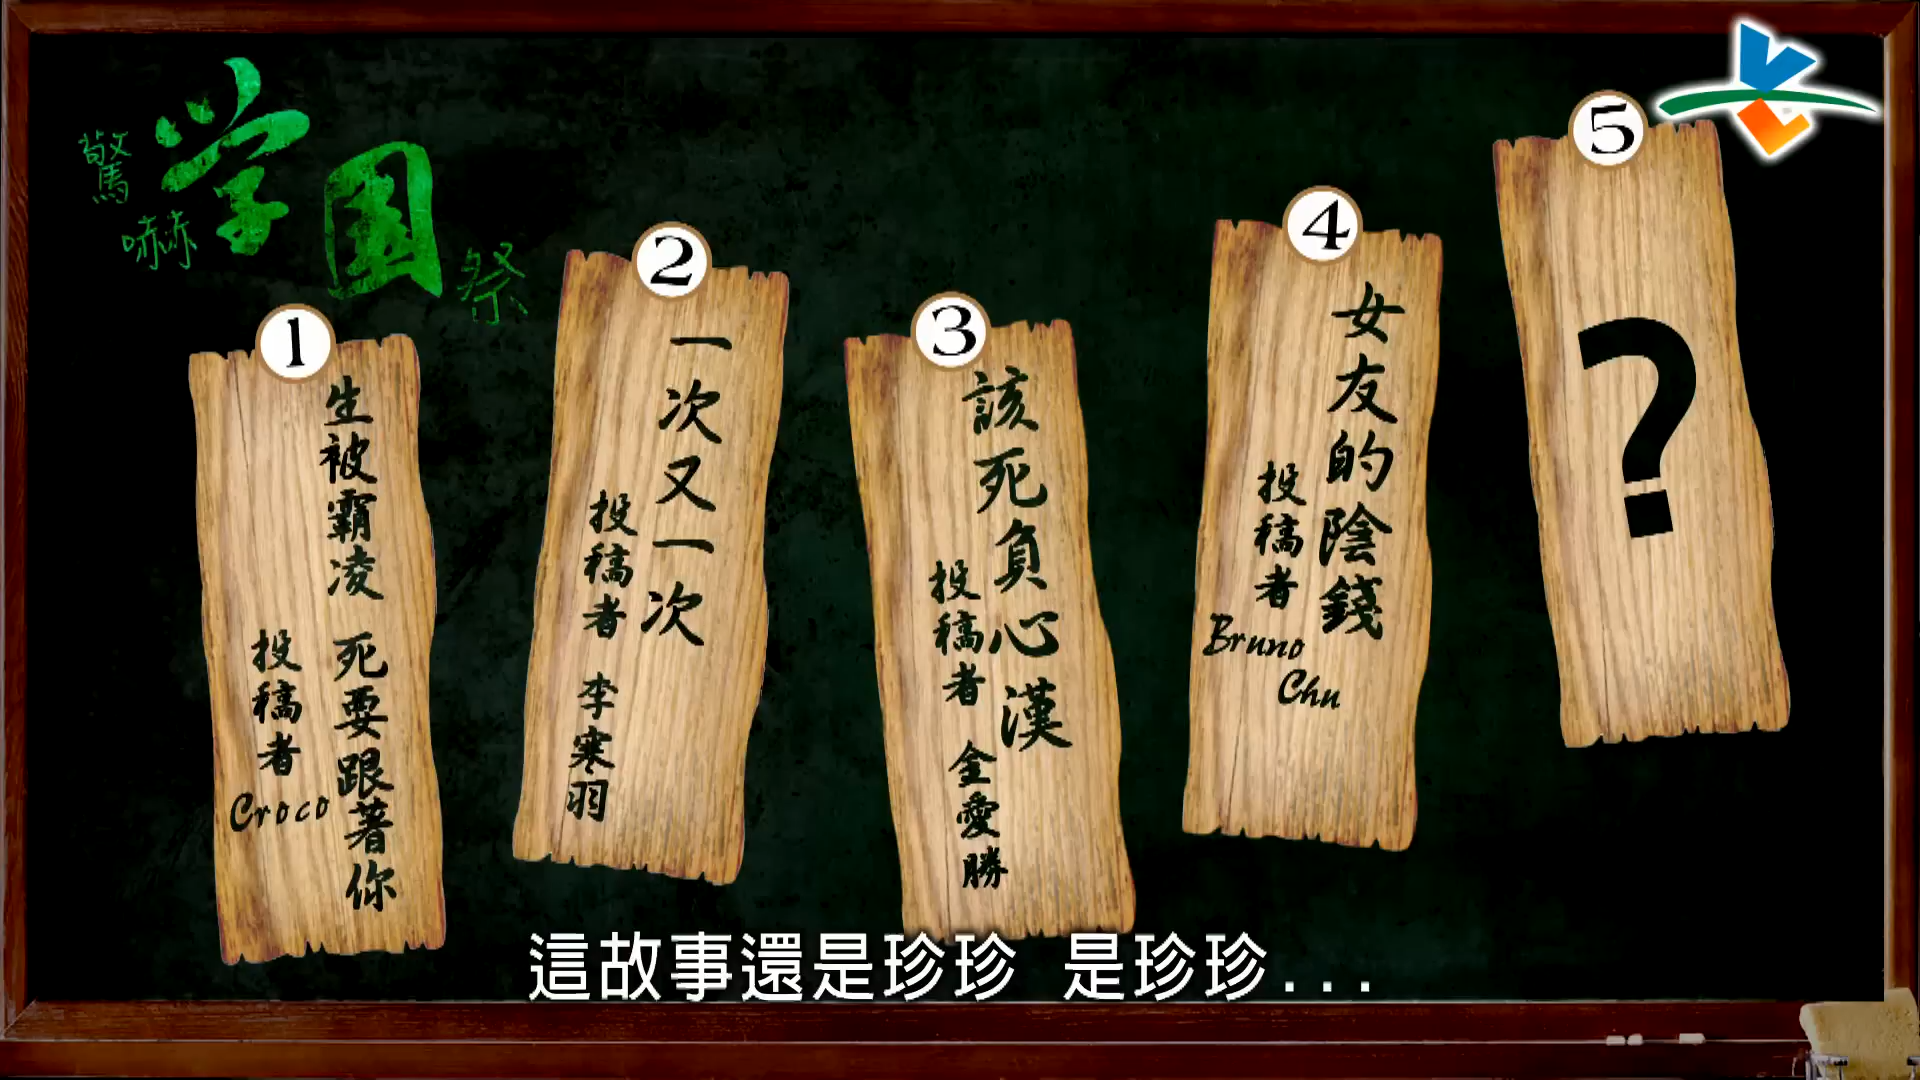 驚嚇学園祭
1
生被霸凌 死要跟著你
投稿者 Croco
2
一次又一次
投稿者 李寒羽
3
該死負心漢
投稿者 金愛勝
4
女友的陰錢
投稿者 Bruno Chu
5
?
這故事還是珍珍 是珍珍...